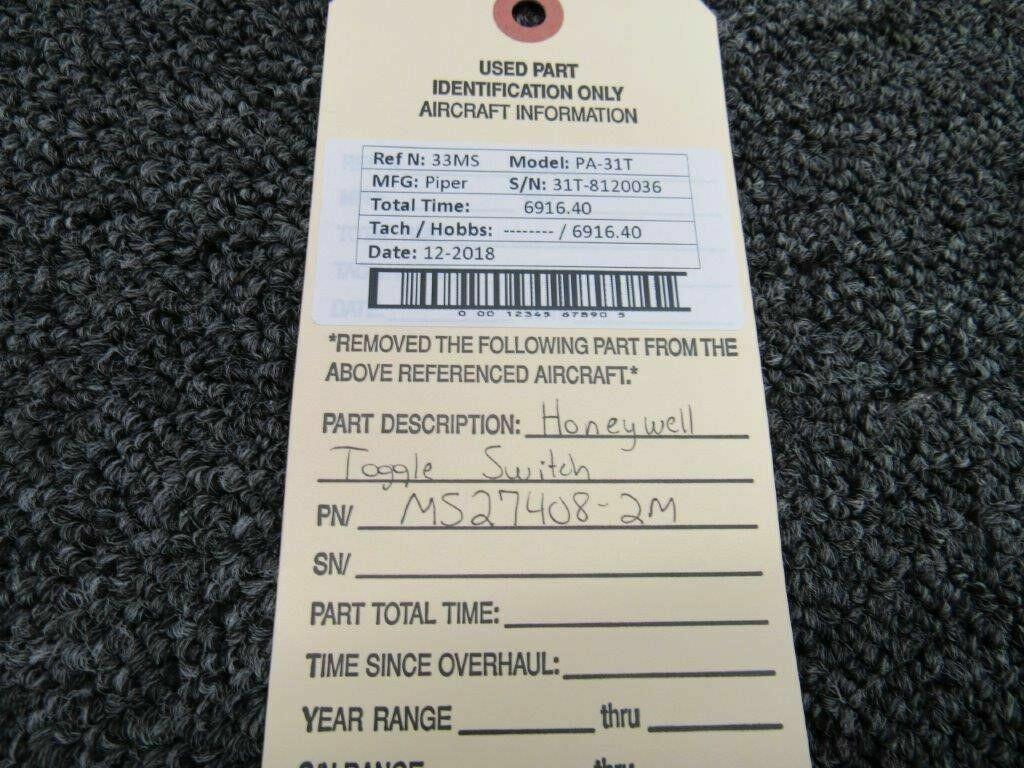 USED PART
IDENTIFICATION ONLY
AIRCRAFT INFORMATION
Ref N: 33MS Model: PA-31T
MFG: Piper S/N: 31T-8120036
Total Time: 6916.40
Tach / Hobbs: -------- / 6916.40
Date: 12-2018
0 00 12345 67890 5
*REMOVED THE FOLLOWING PART FROM THE
ABOVE REFERENCED AIRCRAFT.*
PART DESCRIPTION: Honeywell
Toggle Switch
PN/ MS27408-2M
SN/
PART TOTAL TIME:
TIME SINCE OVERHAUL:
YEAR RANGE thru